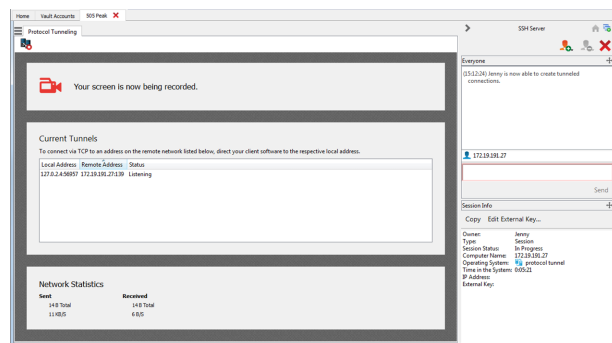 Home Vault Accounts S05 Peak
Protocol Tunneling
Your screen is now being recorded.
Current Tunnels
To connect via TCP to an address on the remote network listed below, direct your client software to the respective local address.
Local Address Remote Address Status
127.0.2.4:56957 172.19.191.27:139 Listening
Network Statistics
Sent Received
14 B Total 14 B Total
11 KB/S 6 B/S
SSH Server
Everyone
(15:12:24) Jenny is now able to create tunneled
connections.
172.19.191.27
Send
Session Info
Copy Edit External Key...
Owner: Jenny
Type: Session
Session Status: In Progress
Computer Name: 172.19.191.27
Operating System: protocol tunnel
Time in the System: 0:05:21
IP Address:
External Key: